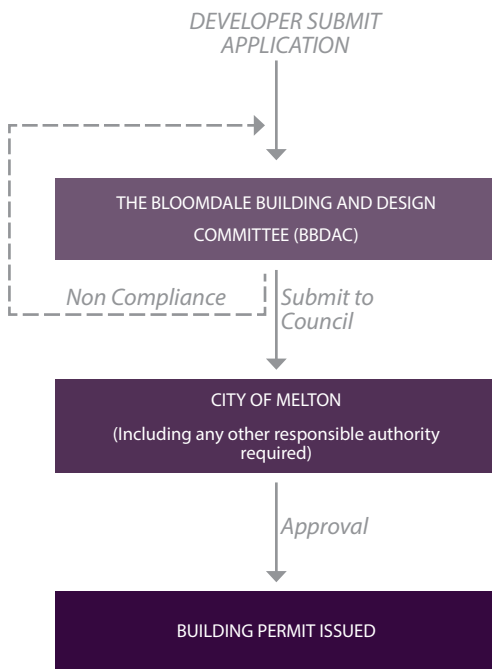 DEVELOPER SUBMIT
APPLICATION
THE BLOOMDALE BUILDING AND DESIGN
COMMITTEE (BBDAC)
Non Compliance
Submit to
Council
CITY OF MELTON
(Including any other responsible authority
required)
Approval
BUILDING PERMIT ISSUED